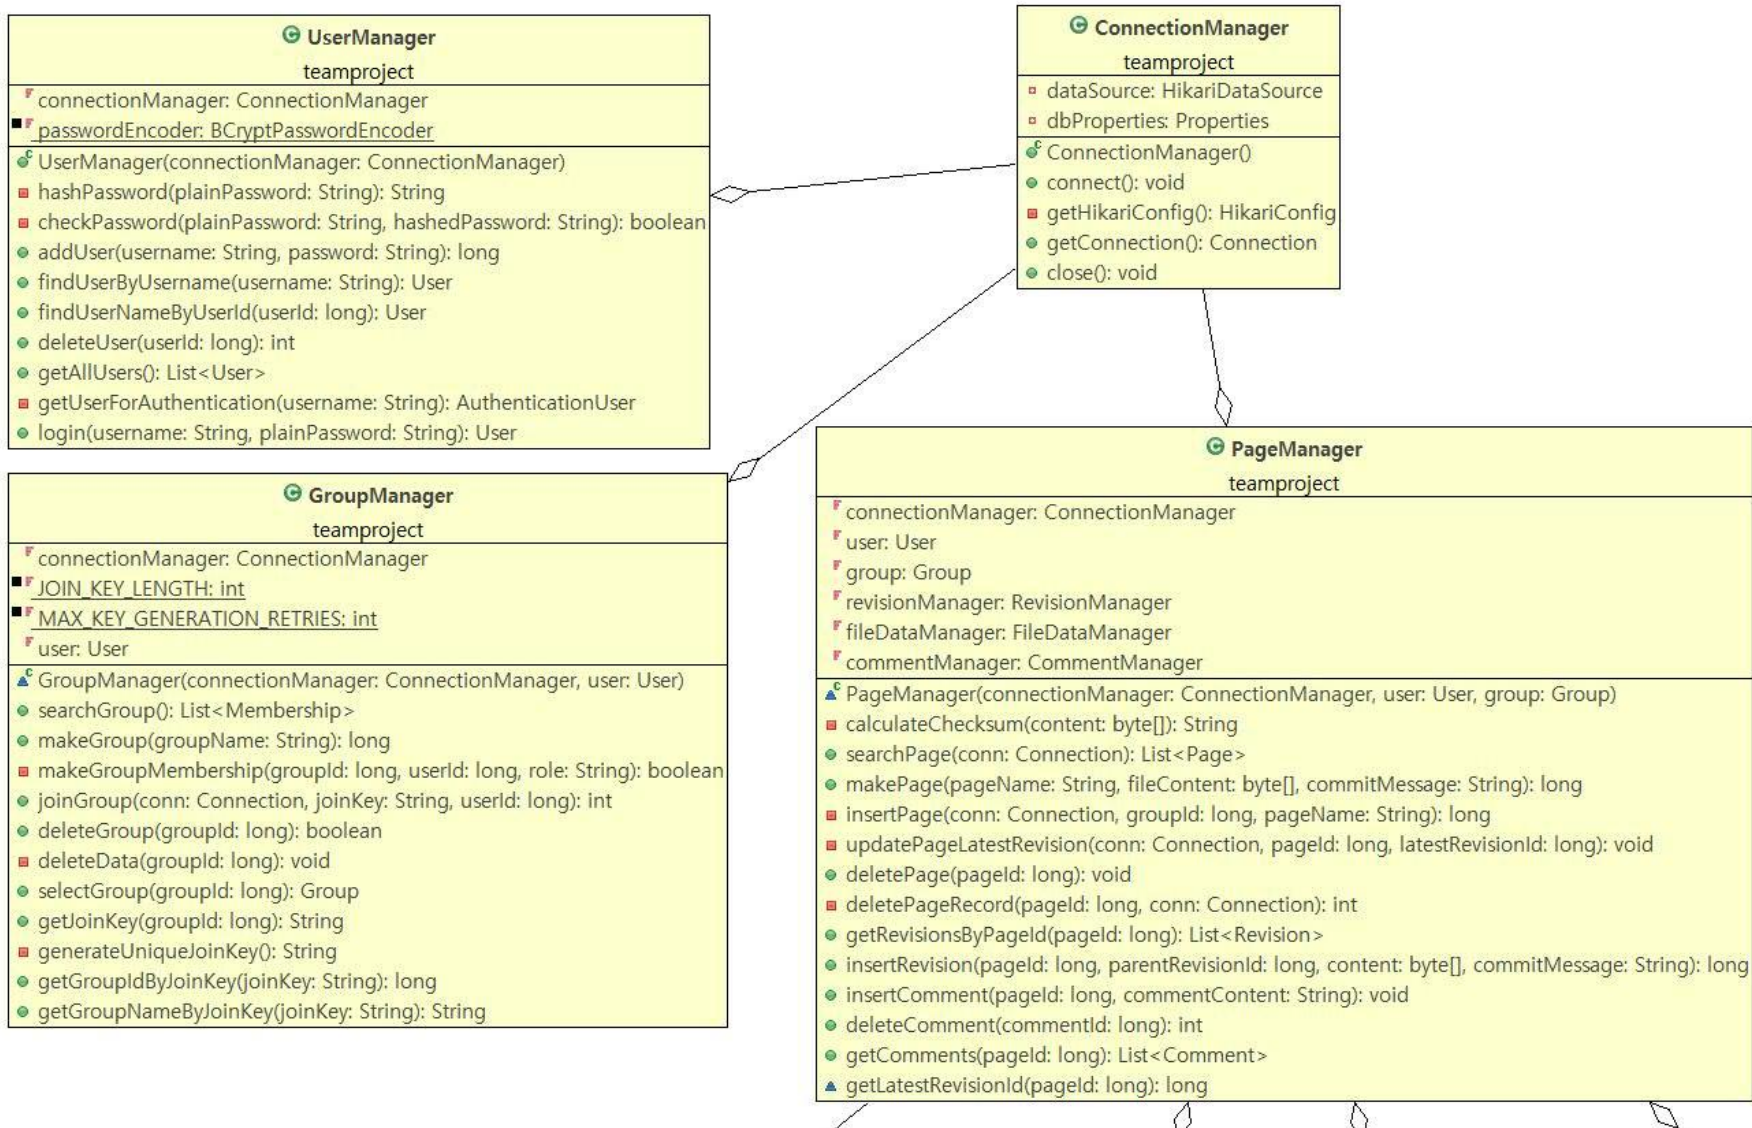 UserManager
teamproject
connectionManager: ConnectionManager
passwordEncoder: BCryptPasswordEncoder
UserManager(connectionManager: ConnectionManager)
hashPassword(plainPassword: String): String
checkPassword(plainPassword: String, hashedPassword: String): boolean
addUser(username: String, password: String): long
findUserByUsername(username: String): User
findUserNameByUserId(userId: long): User
deleteUser(userId: long): int
getAllUsers(): List<User>
getUserForAuthentication(username: String): AuthenticationUser
login(username: String, plainPassword: String): User
ConnectionManager
teamproject
dataSource: HikariDataSource
dbProperties: Properties
ConnectionManager()
connect(): void
getHikariConfig(): HikariConfig
getConnection(): Connection
close(): void
GroupManager
teamproject
connectionManager: ConnectionManager
JOIN_KEY_LENGTH: int
MAX_KEY_GENERATION_RETRIES: int
user: User
GroupManager(connectionManager: ConnectionManager, user: User)
searchGroup(): List<Membership>
makeGroup(groupName: String): long
makeGroupMembership(groupId: long, userId: long, role: String): boolean
joinGroup(conn: Connection, joinKey: String, userId: long): int
deleteGroup(groupId: long): boolean
deleteData(groupId: long): void
selectGroup(groupId: long): Group
getJoinKey(groupId: long): String
generateUniqueJoinKey(): String
getGroupIdByJoinKey(joinKey: String): long
getGroupNameByJoinKey(joinKey: String): String
PageManager
teamproject
connectionManager: ConnectionManager
user: User
group: Group
revisionManager: RevisionManager
fileDataManager: FileDataManager
commentManager: CommentManager
PageManager(connectionManager: ConnectionManager, user: User, group: Group)
calculateChecksum(content: byte[]): String
searchPage(conn: Connection): List<Page>
makePage(pageName: String, fileContent: byte[], commitMessage: String): long
insertPage(conn: Connection, groupId: long, pageName: String): long
updatePageLatestRevision(conn: Connection, pageId: long, latestRevisionId: long): void
deletePage(pageId: long): void
deletePageRecord(pageId: long, conn: Connection): int
getRevisionsByPageId(pageId: long): List<Revision>
insertRevision(pageId: long, parentRevisionId: long, content: byte[], commitMessage: String): long
insertComment(pageId: long, commentContent: String): void
deleteComment(commentId: long): int
getComments(pageId: long): List<Comment>
getLatestRevisionId(pageId: long): long